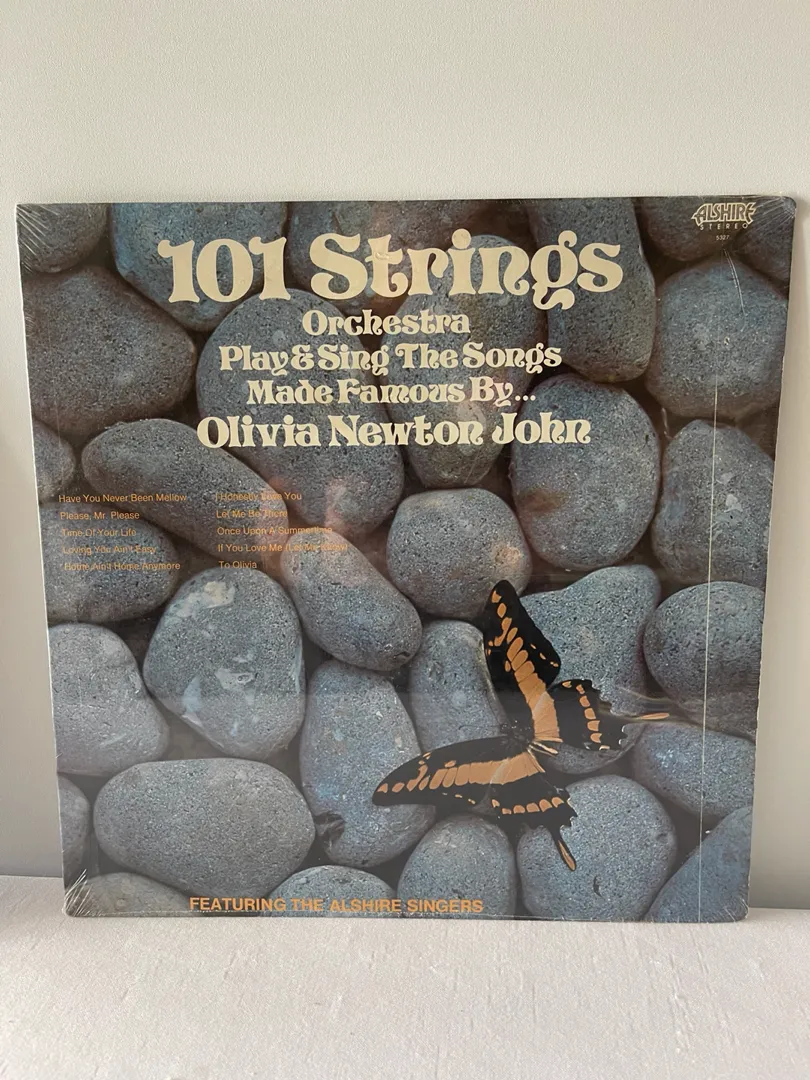 ALSHIRE
STEREO
5327
101 Strings
Orchestra
Play & Sing The Songs
Made Famous By...
Olivia Newton John
Have You Never Been Mellow
Please, Mr. Please
Time Of Your Life
Loving You Ain't Easy
Home Ain't Home Anymore
I Honestly Love You
Let Me Be There
Once Upon A Summertime
If You Love Me (Let Me Know)
To Olivia
FEATURING THE ALSHIRE SINGERS